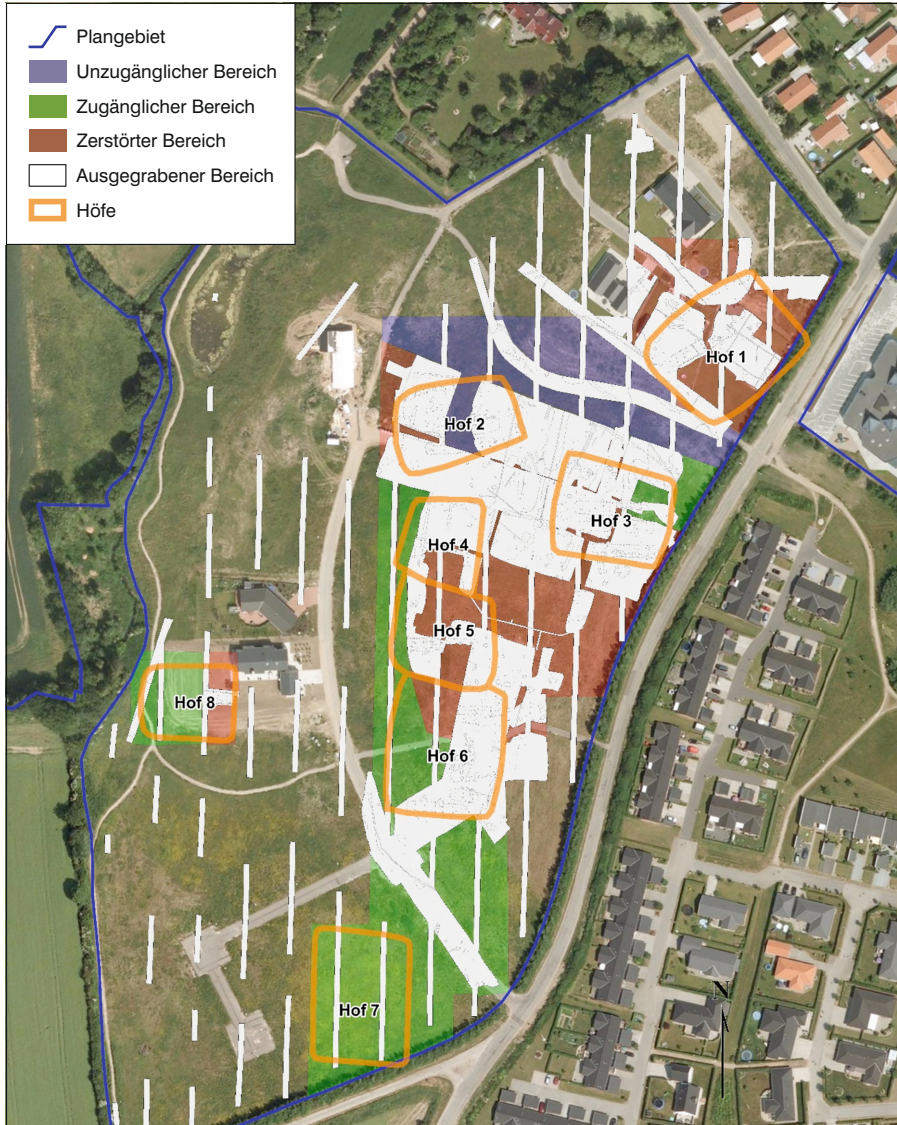 Plangebiet
Unzugänglicher Bereich
Zugänglicher Bereich
Zerstörter Bereich
Ausgegrabener Bereich
Höfe
Hof 1
Hof 2
Hof 3
Hof 4
Hof 5
Hof 8
Hof 6
Hof 7
N